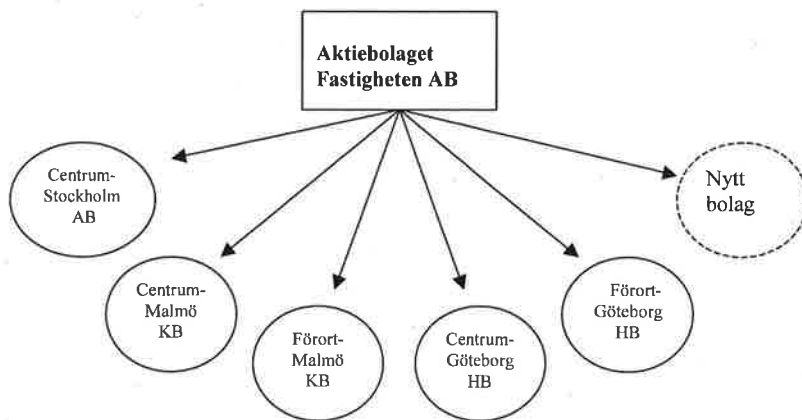 Aktiebolaget
Fastigheten AB
Centrum-
Stockholm
AB
Nytt
bolag
Centrum-
Malmö
KB
Förort-
Malmö
KB
Centrum-
Göteborg
HB
Förort-
Göteborg
HB